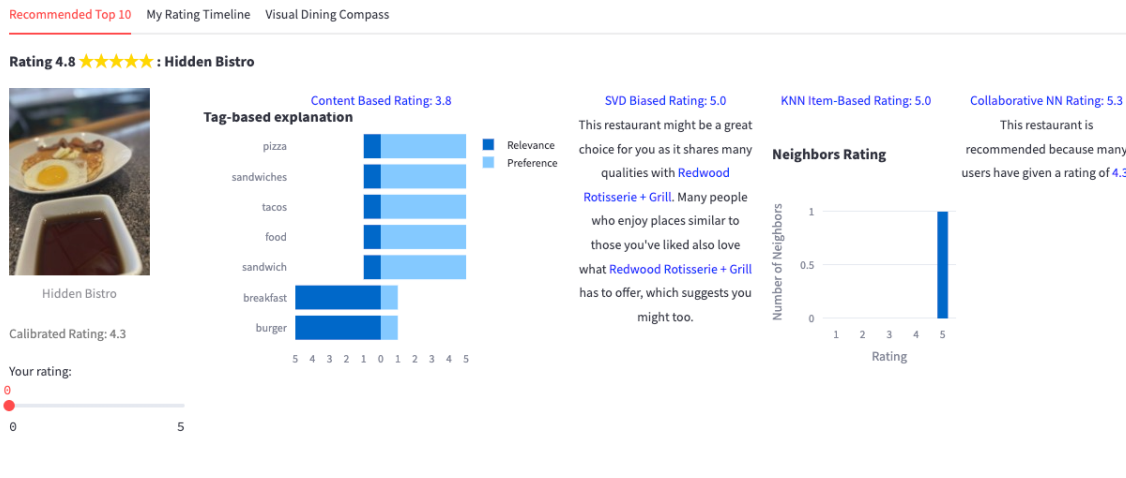 Recommended Top 10 My Rating Timeline Visual Dining Compass
Rating 4.8 ⭐⭐⭐⭐⭐ : Hidden Bistro
Hidden Bistro
Calibrated Rating: 4.3
Your rating:
0
0 5
Content Based Rating: 3.8
Tag-based explanation
pizza
sandwiches
tacos
food
sandwich
breakfast
burger
5 4 3 2 1 0 1 2 3 4 5
Relevance
Preference
SVD Biased Rating: 5.0
This restaurant might be a great
choice for you as it shares many
qualities with Redwood
Rotisserie + Grill. Many people
who enjoy places similar to
those you've liked also love
what Redwood Rotisserie + Grill
has to offer, which suggests you
might too.
KNN Item-Based Rating: 5.0
Neighbors Rating
Number of Neighbors
1
0.5
0
1 2 3 4 5
Rating
Collaborative NN Rating: 5.3
This restaurant is
recommended because many
users have given a rating of 4.3